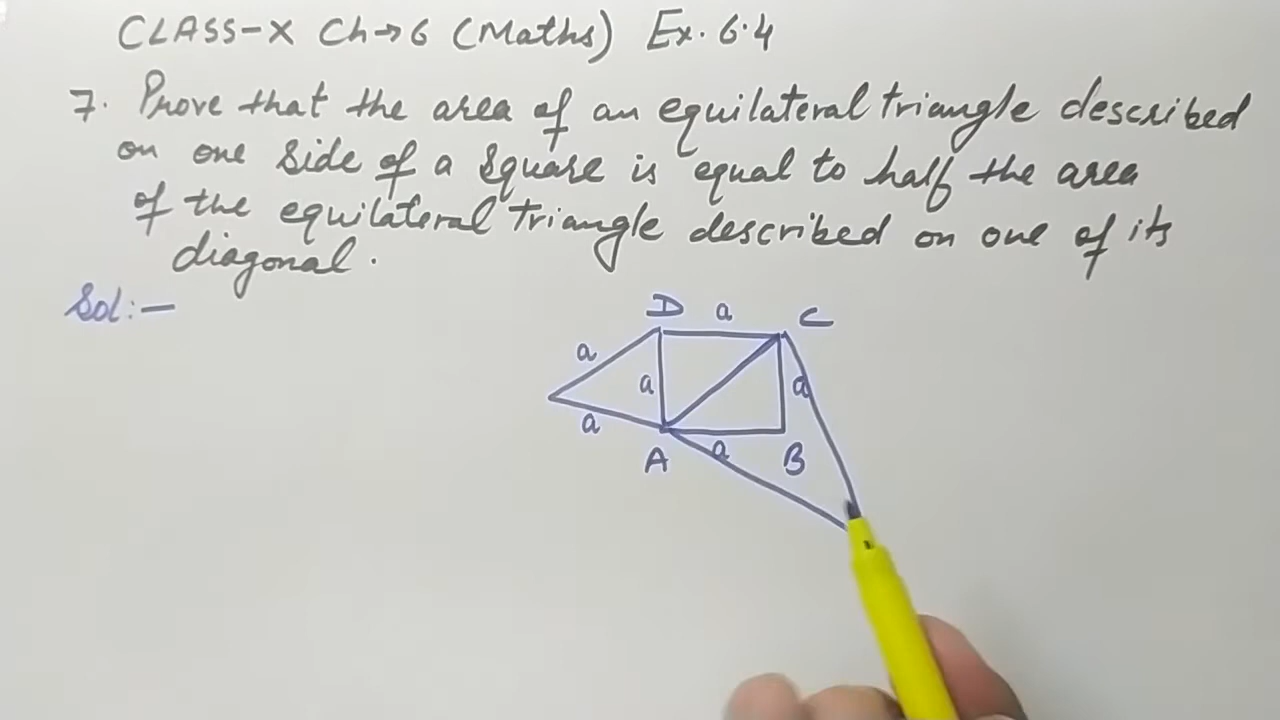 CLASS-X Ch→6 (Maths) Ex. 6.4
7. Prove that the area of an equilateral triangle described
on one side of a square is equal to half the area
of the equilateral triangle described on one of its
diagonal.
Sol:—
D a C
a a a
a A a B